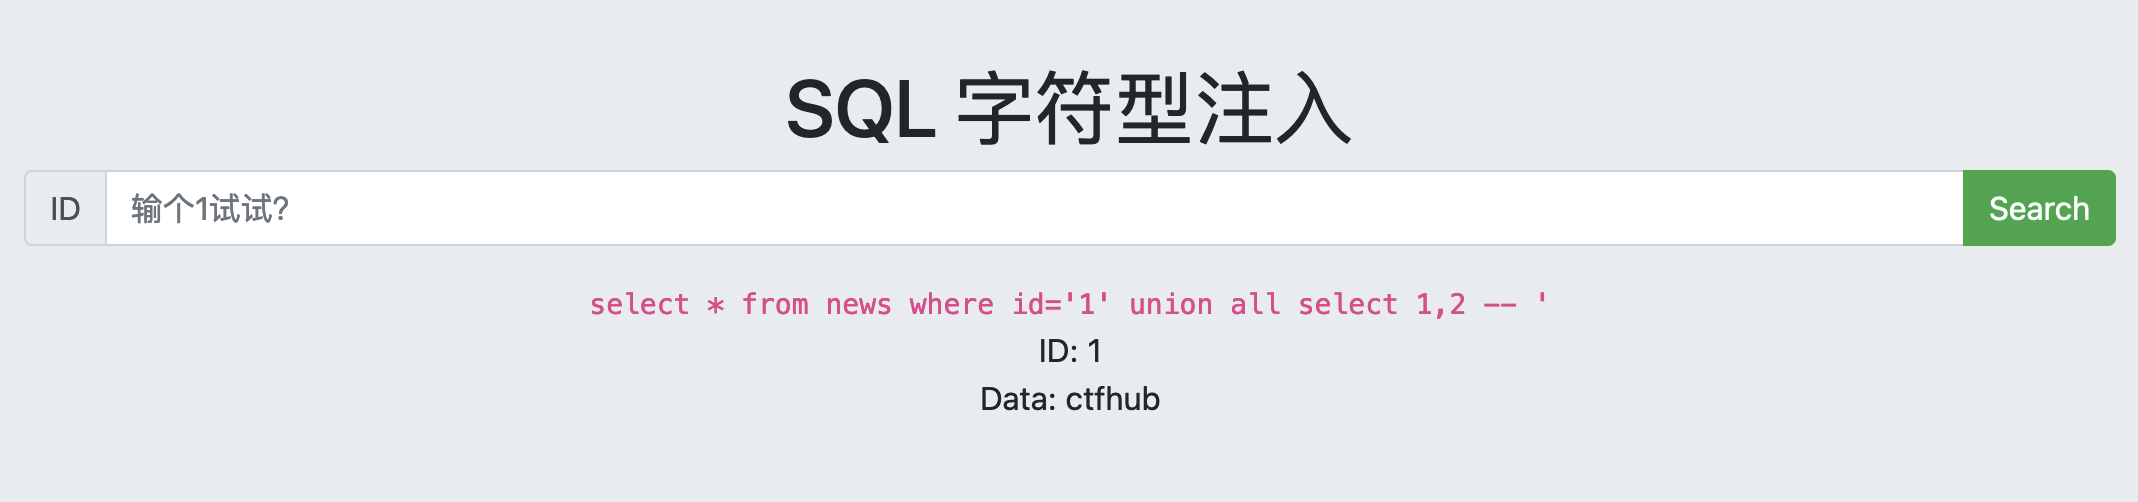 SQL 字符型注入
ID 输个1试试? Search
select * from news where id='1' union all select 1,2 -- '
ID: 1
Data: ctfhub